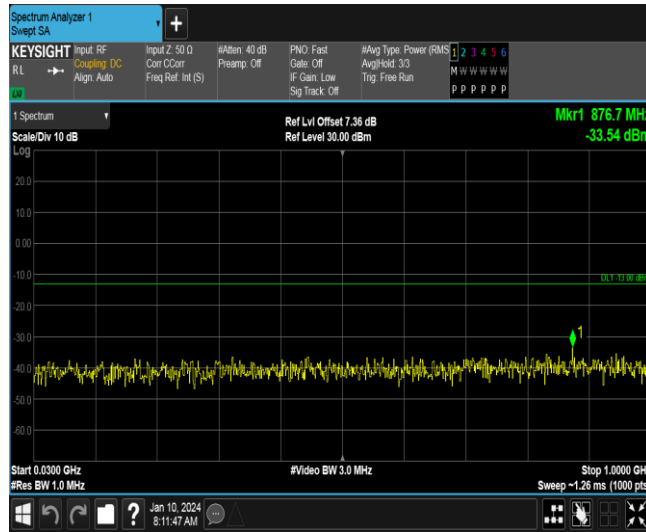 Spectrum Analyzer 1
Swept SA
+
KEYSIGHT
RL
LXI
Input: RF
Coupling: DC
Align: Auto
Input Z: 50 Ω
Corr CCorr
Freq Ref: Int (S)
#Atten: 40 dB
Preamp: Off
PNO: Fast
Gate: Off
IF Gain: Low
Sig Track: Off
#Avg Type: Power (RMS
Avg|Hold: 3/3
Trig: Free Run
1 2 3 4 5 6
M W W W W W
P P P P P P
1 Spectrum
Scale/Div 10 dB
Log
Ref Lvl Offset 7.36 dB
Ref Level 30.00 dBm
Mkr1 876.7 MHz
-33.54 dBm
20.0
10.0
0.00
-10.0
DL1 -13.00 dBm
-20.0
-30.0
1
-40.0
-50.0
-60.0
Start 0.0300 GHz
#Res BW 1.0 MHz
#Video BW 3.0 MHz
Stop 1.0000 GH
Sweep ~1.26 ms (1000 pts
?
Jan 10, 2024
8:11:47 AM